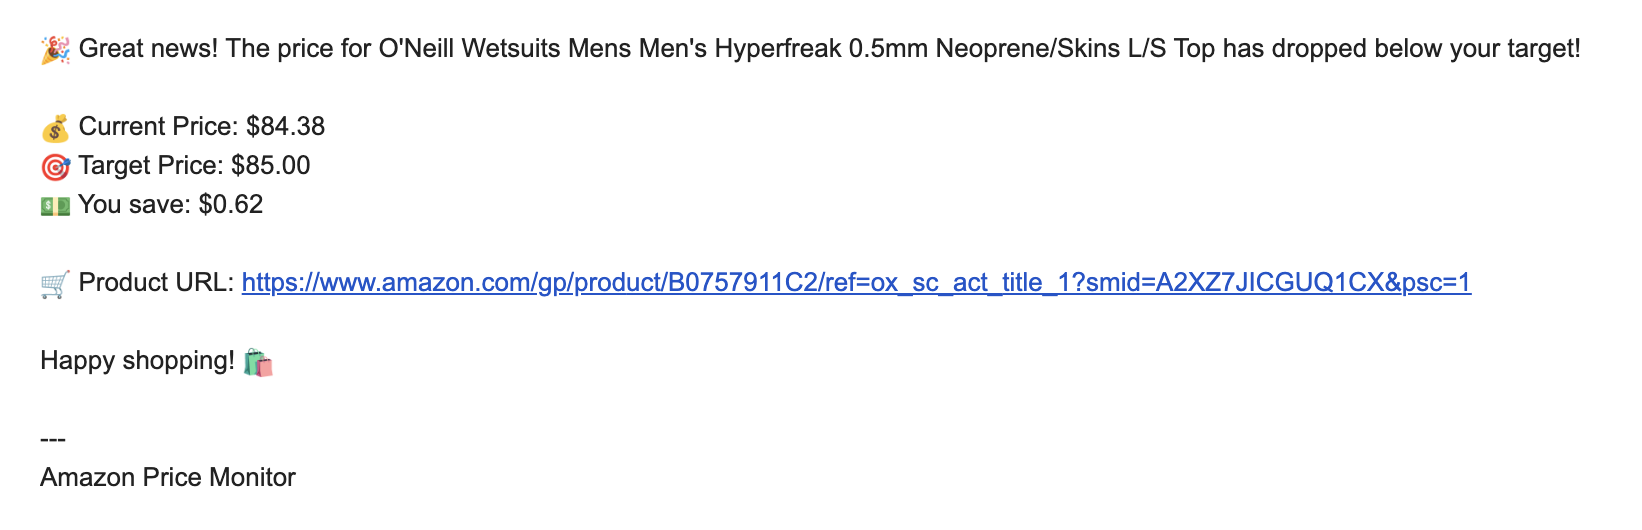 🎉 Great news! The price for O'Neill Wetsuits Mens Men's Hyperfreak 0.5mm Neoprene/Skins L/S Top has dropped below your target!
💰 Current Price: $84.38
🎯 Target Price: $85.00
💵 You save: $0.62
🛒 Product URL: https://www.amazon.com/gp/product/B0757911C2/ref=ox_sc_act_title_1?smid=A2XZ7JICGUQ1CX&psc=1
Happy shopping! 🛍️
---
Amazon Price Monitor